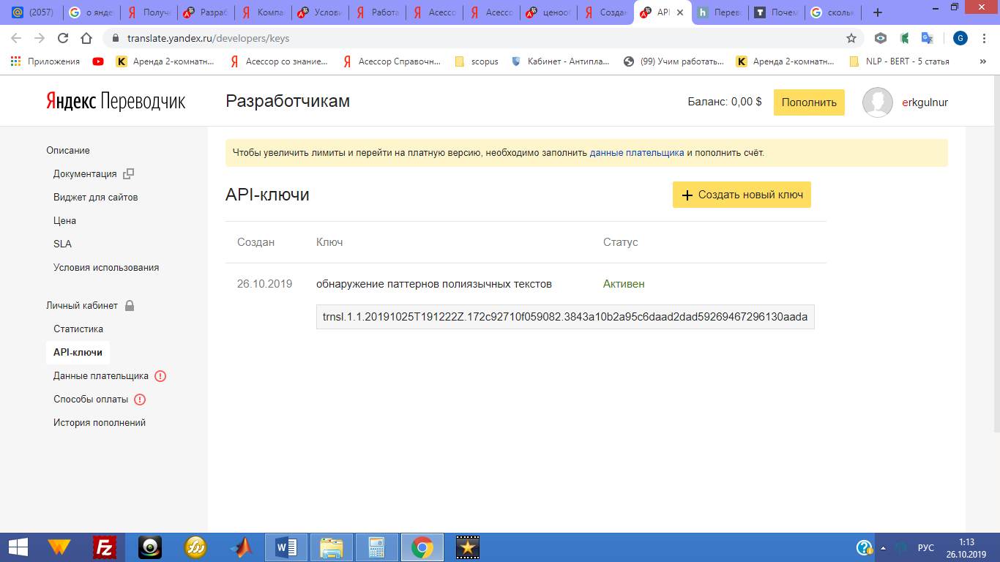 (2057)
о янде
Получе
Разраб
Компа
Услови
Работа
Асессо
Асессо
ценооб
Создан
API
Перево
Почем
скольк
translate.yandex.ru/developers/keys
G
Приложения
Аренда 2-комнатн...
Асессор со знание...
Асессор Справочн...
scopus
Кабинет - Антипла...
(99) Учим работать...
Аренда 2-комнатн...
NLP - BERT - 5 статья
»
Яндекс Переводчик
Разработчикам
Баланс: 0,00 $
Пополнить
erkgulnur
Описание
Документация
Виджет для сайтов
Цена
SLA
Условия использования
Личный кабинет
Статистика
API-ключи
Данные плательщика
Способы оплаты
История пополнений
Чтобы увеличить лимиты и перейти на платную версию, необходимо заполнить данные плательщика и пополнить счёт.
API-ключи
Создать новый ключ
Создан Ключ Статус
26.10.2019 обнаружение паттернов полиязычных текстов Активен
trnsl.1.1.20191025T191222Z.172c92710f059082.3843a10b2a95c6daad2dad59269467296130aada
РУС
1:13
26.10.2019